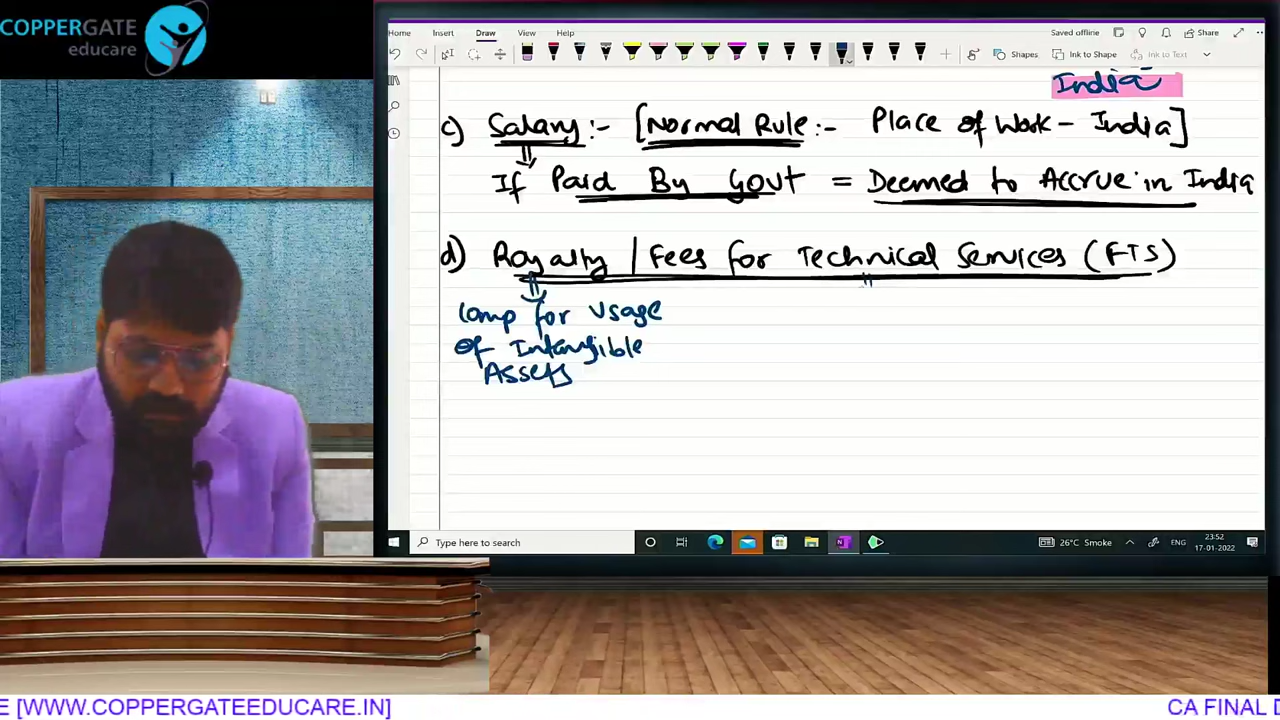 COPPERGATE
educare
Home Insert Draw View Help
Saved offline Share
Shapes Ink to Shape Ink to Text
India
c) Salary :- [Normal Rule :- Place of Work - India]
If Paid By Govt = Deemed to Accrue in India
d) Royalty | Fees for Technical Services (FTS)
Comp for Usage
of Intangible
Assets
Type here to search
26°C Smoke
ENG
23:52
17-01-2022
E [WWW.COPPERGATEEDUCARE.IN]
CA FINAL D